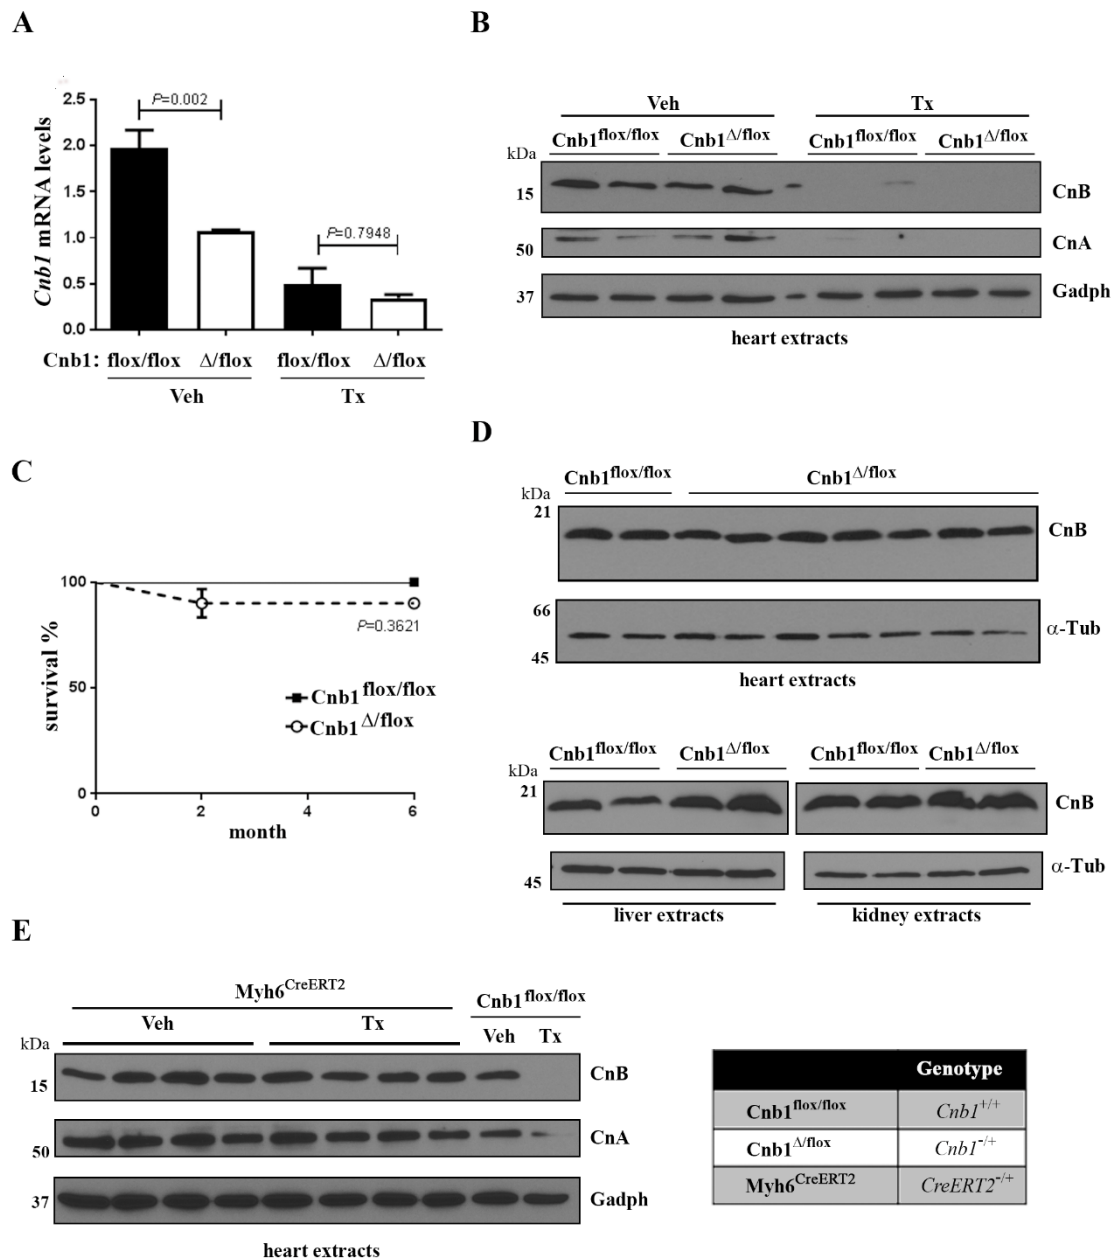 A
P=0.002
P=0.7948
Cnb1 mRNA levels
2.5
2.0
1.5
1.0
0.5
0.0
Cnb1: flox/flox Δ/flox flox/flox Δ/flox
Veh Tx
B
Veh Tx
Cnb1flox/flox Cnb1Δ/flox Cnb1flox/flox Cnb1Δ/flox
kDa
15 CnB
50 CnA
37 Gadph
heart extracts
C
survival %
100
50
0
P=0.3621
Cnb1 flox/flox
Cnb1 Δ/flox
0 2 4 6
month
D
Cnb1flox/flox Cnb1Δ/flox
kDa
21 CnB
66 α-Tub
45
heart extracts
Cnb1flox/flox Cnb1Δ/flox Cnb1flox/flox Cnb1Δ/flox
kDa
21 CnB
45 α-Tub
liver extracts kidney extracts
E
Myh6CreERT2 Cnb1flox/flox
Veh Tx Veh Tx
kDa
15 CnB
50 CnA
37 Gadph
heart extracts
Genotype
Cnb1flox/flox Cnb1+/+
Cnb1Δ/flox Cnb1-/+
Myh6CreERT2 CreERT2-/+